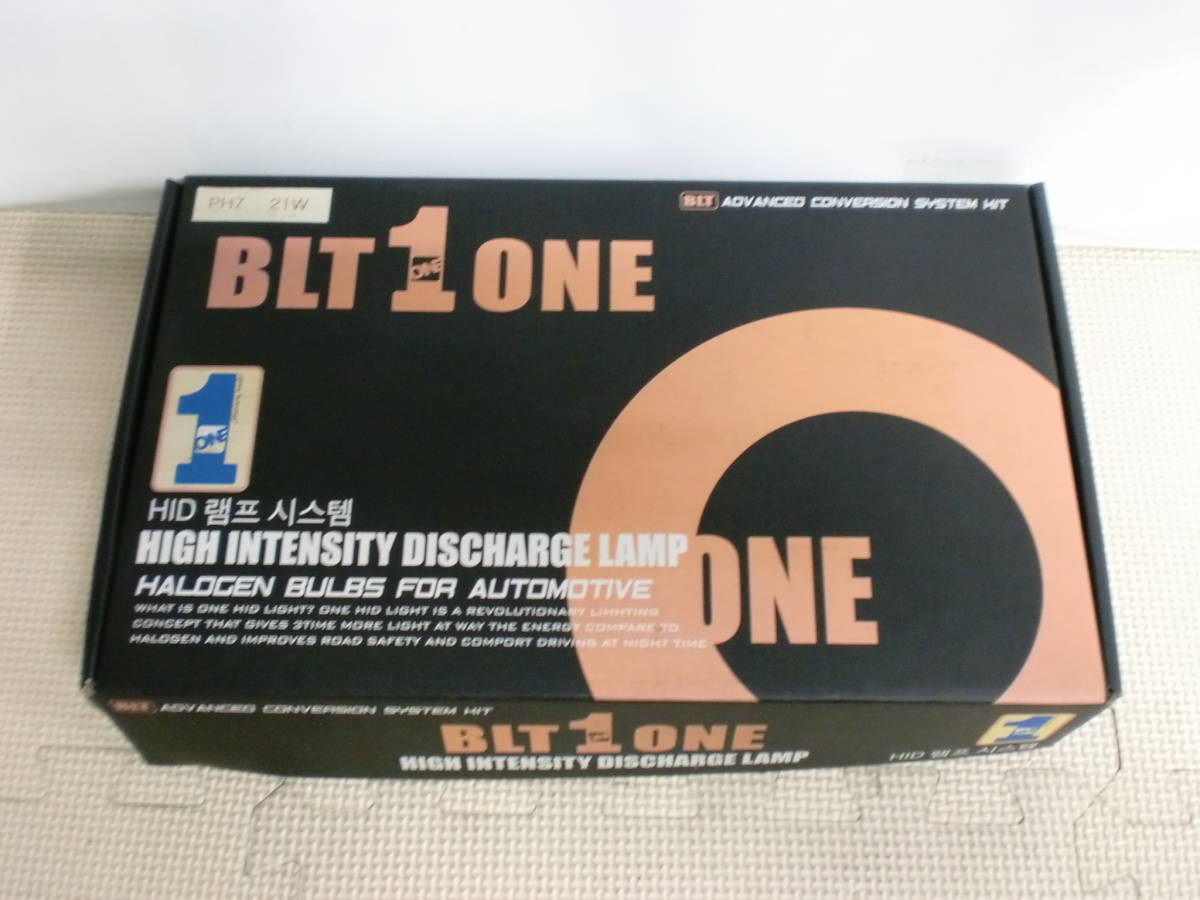 PH7 21W
BLT ADVANCED CONVERSION SYSTEM KIT
BLT 1 ONE
ONE
1
ONE
HID 램프 시스템
HIGH INTENSITY DISCHARGE LAMP
HALOGEN BULBS FOR AUTOMOTIVE
WHAT IS ONE HID LIGHT? ONE HID LIGHT IS A REVOLUTIONARY LIHHTING
CONCEPT THAT GIVES 3TIME MORE LIGHT AT WAY THE ENERGY COMPARE TO
HALOGEN AND IMPROVES ROAD SAFETY AND COMPORT DRIVING AT NIGHT TIME
ONE
BLT ADVANCED CONVERSION SYSTEM KIT
BLT 1 ONE
HIGH INTENSITY DISCHARGE LAMP
1
HID 램프 시스템